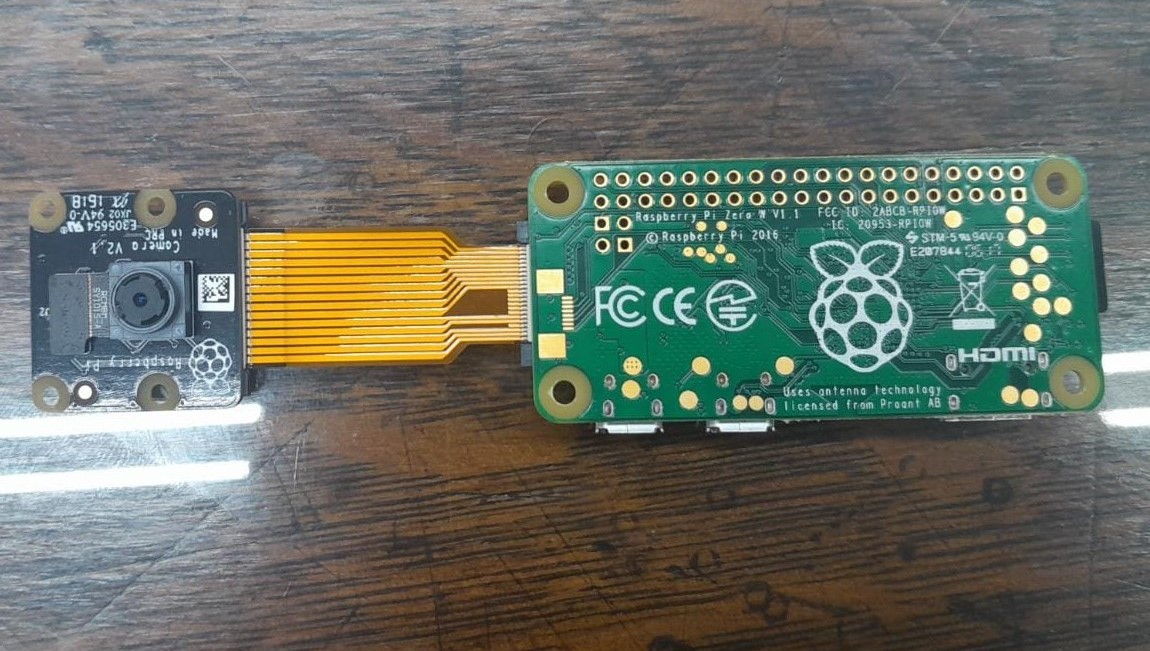 Raspberry Pi Zero W V1.1
© Raspberry Pi 2016
FCC ID: 2ABCB-RPI0W
IC: 20953-RPI0W
STM-5 94V-0
E207844
FC CE
HDMI
Uses antenna technology
licensed from Proant AB
Raspberry Pi
Camera V2.1
Made in PRC
E305654
JX02 94V-0
1618